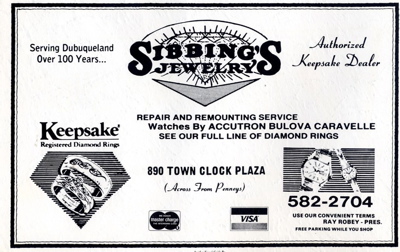 Serving Dubuqueland
Over 100 Years...
SIBBING'S
JEWELRY
Authorized
Keepsake Dealer
Keepsake®
Registered Diamond Rings
REPAIR AND REMOUNTING SERVICE
Watches By ACCUTRON BULOVA CARAVELLE
SEE OUR FULL LINE OF DIAMOND RINGS
890 TOWN CLOCK PLAZA
(Across From Penneys)
master charge
VISA
582-2704
USE OUR CONVENIENT TERMS
RAY ROBEY - PRES.
FREE PARKING WHILE YOU SHOP